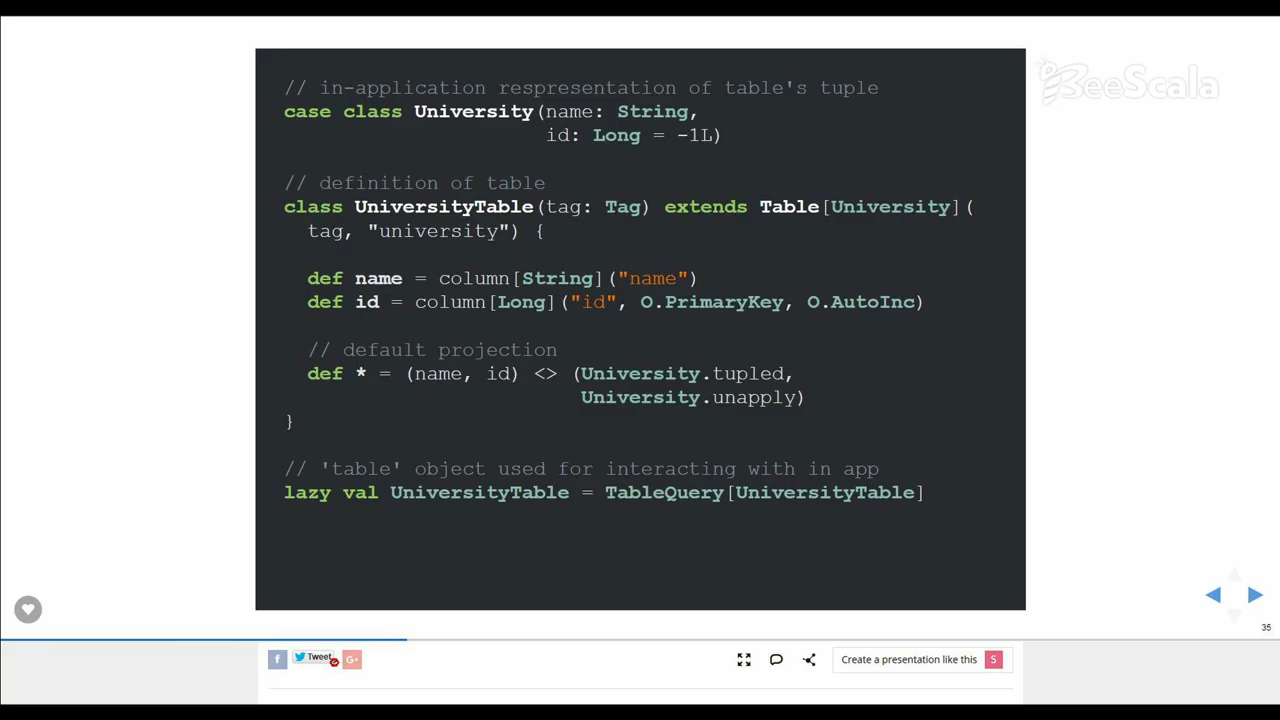 BeeScala
// in-application respresentation of table's tuple
case class University(name: String,
id: Long = -1L)
// definition of table
class UniversityTable(tag: Tag) extends Table[University](
tag, "university") {
def name = column[String]("name")
def id = column[Long]("id", O.PrimaryKey, O.AutoInc)
// default projection
def * = (name, id) <> (University.tupled,
University.unapply)
}
// 'table' object used for interacting with in app
lazy val UniversityTable = TableQuery[UniversityTable]
35
f Tweet G+ Create a presentation like this S